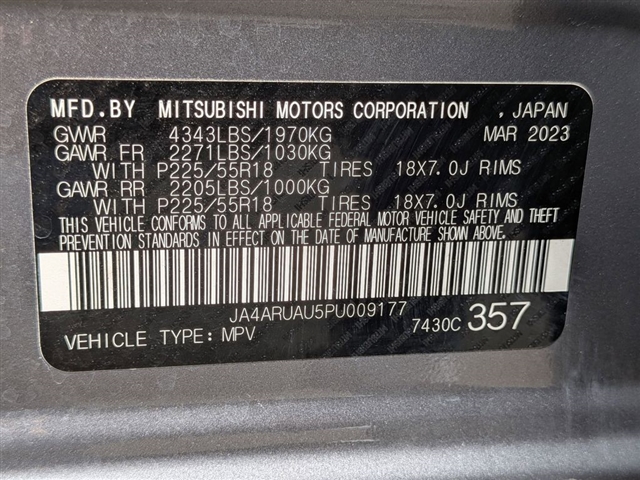 MFD.BY MITSUBISHI MOTORS CORPORATION , JAPAN
GVWR 4343LBS/1970KG MAR 2023
GAWR FR 2271LBS/1030KG
WITH P225/55R18 TIRES 18X7.0J RIMS
GAWR RR 2205LBS/1000KG
WITH P225/55R18 TIRES 18X7.0J RIMS
THIS VEHICLE CONFORMS TO ALL APPLICABLE FEDERAL MOTOR VEHICLE SAFETY AND THEFT
PREVENTION STANDARDS IN EFFECT ON THE DATE OF MANUFACTURE SHOWN ABOVE.
JA4ARUAU5PU009177
VEHICLE TYPE: MPV 7430C 357